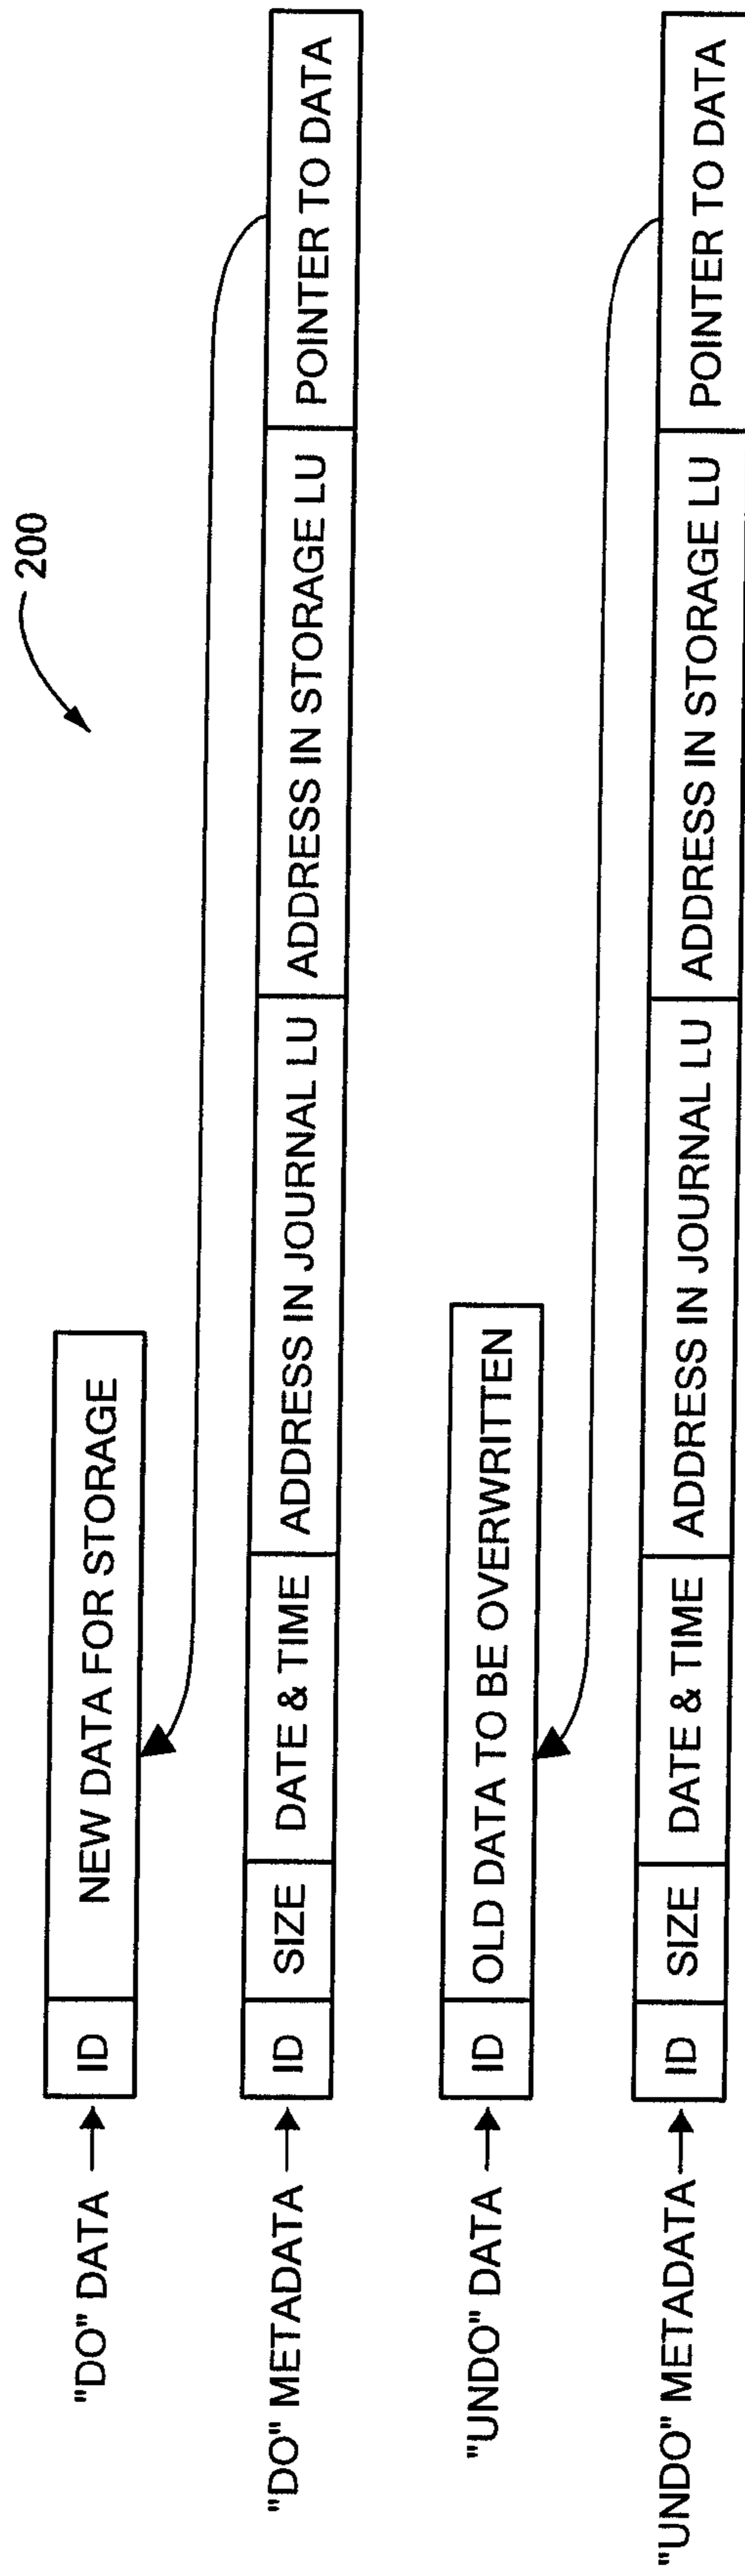 200
"DO" DATA ID NEW DATA FOR STORAGE
"DO" METADATA ID SIZE DATE & TIME ADDRESS IN JOURNAL LU ADDRESS IN STORAGE LU POINTER TO DATA
"UNDO" DATA ID OLD DATA TO BE OVERWRITTEN
"UNDO" METADATA ID SIZE DATE & TIME ADDRESS IN JOURNAL LU ADDRESS IN STORAGE LU POINTER TO DATA